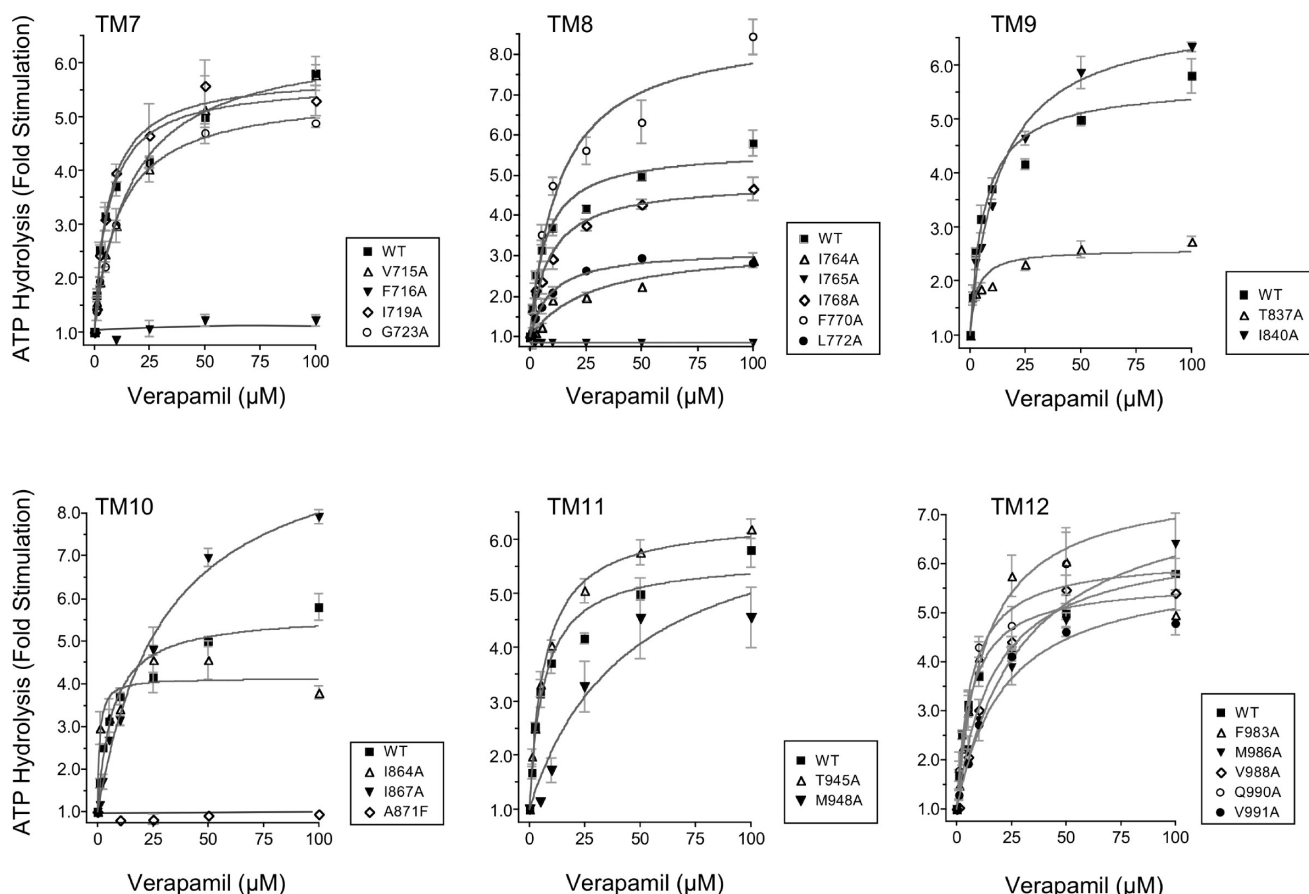 TM7
TM8
TM9
ATP Hydrolysis (Fold Stimulation)
6.0
5.0
4.0
3.0
2.0
1.0
0
25
50
75
100
Verapamil (µM)
WT
V715A
F716A
I719A
G723A
8.0
7.0
6.0
5.0
4.0
3.0
2.0
1.0
0
25
50
75
100
Verapamil (µM)
WT
I764A
I765A
I768A
F770A
L772A
6.0
5.0
4.0
3.0
2.0
1.0
0
25
50
75
100
Verapamil (µM)
WT
T837A
I840A
TM10
TM11
TM12
ATP Hydrolysis (Fold Stimulation)
8.0
7.0
6.0
5.0
4.0
3.0
2.0
1.0
0
25
50
75
100
Verapamil (µM)
WT
I864A
I867A
A871F
6.0
5.0
4.0
3.0
2.0
1.0
0
25
50
75
100
Verapamil (µM)
WT
T945A
M948A
7.0
6.0
5.0
4.0
3.0
2.0
1.0
0
25
50
75
100
Verapamil (µM)
WT
F983A
M986A
V988A
Q990A
V991A